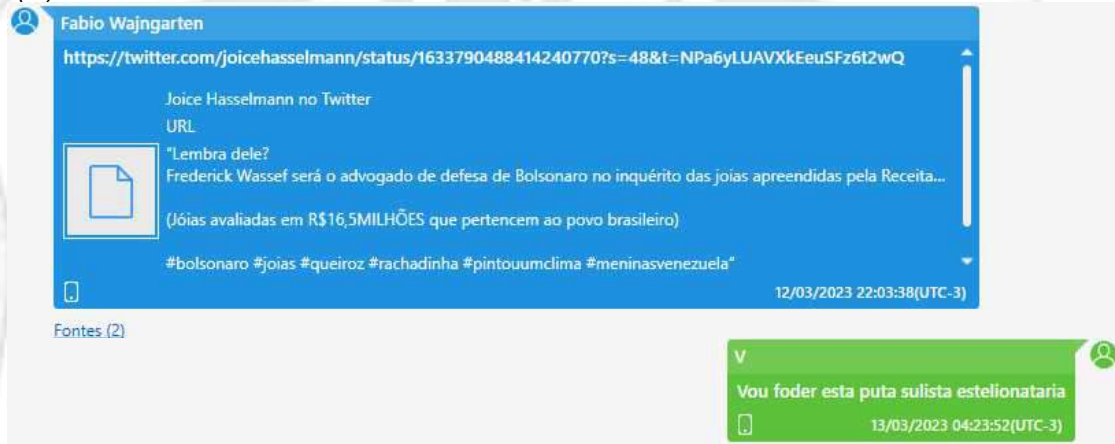 Fabio Wajngarten
https://twitter.com/joicehasselmann/status/1633790488414240770?s=48&t=NPa6yLUAVXkEeuSFz6t2wQ
Joice Hasselmann no Twitter
URL
"Lembra dele?
Frederick Wassef será o advogado de defesa de Bolsonaro no inquérito das joias apreendidas pela Receita...
(Jóias avaliadas em R$16,5MILHÕES que pertencem ao povo brasileiro)
#bolsonaro #joias #queiroz #rachadinha #pintouumclima #meninasvenezuela"
12/03/2023 22:03:38(UTC-3)
Fontes (2)
V
Vou foder esta puta sulista estelionataria
13/03/2023 04:23:52(UTC-3)